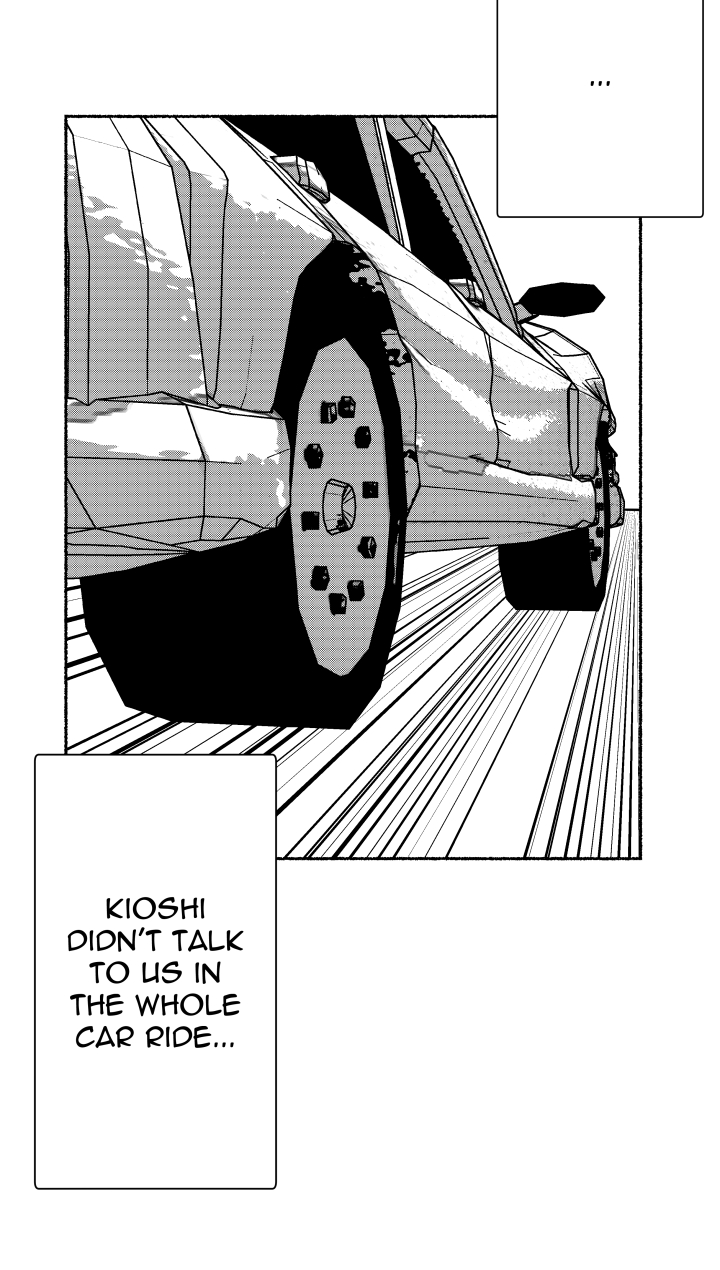 ...
KIOSHI
DIDN'T TALK
TO US IN
THE WHOLE
CAR RIDE...